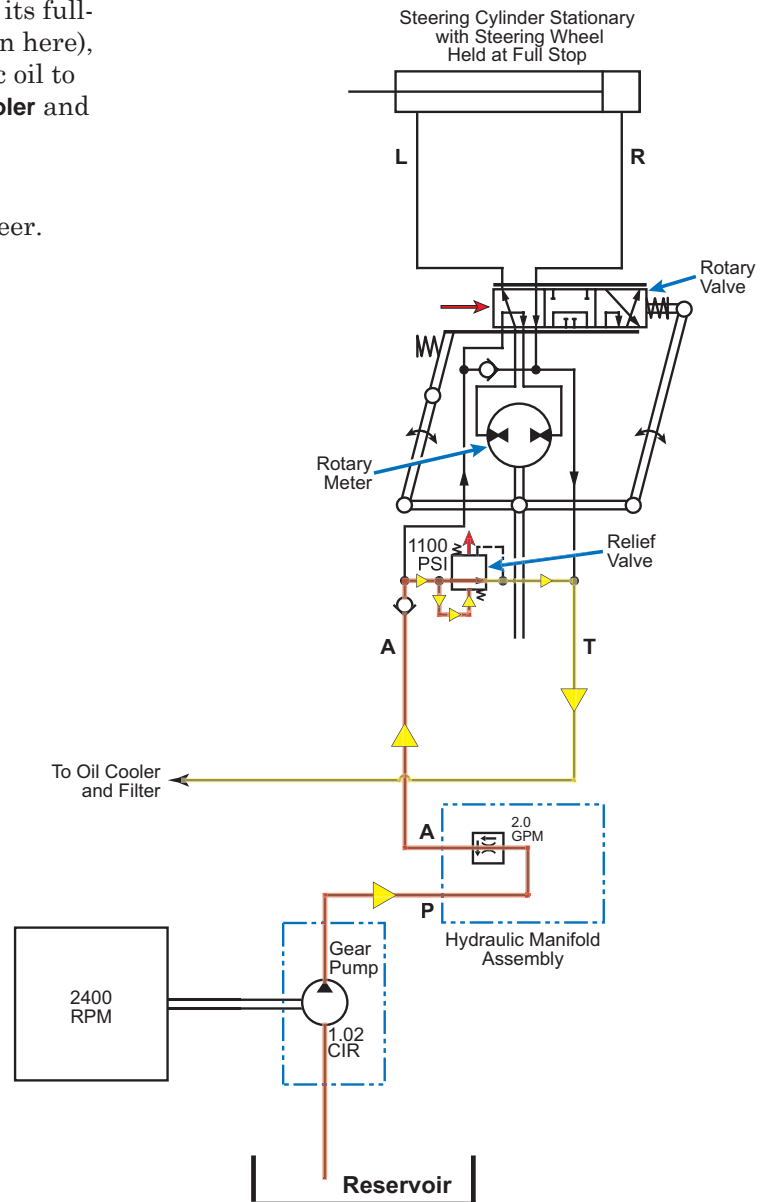 its full-
n here),
c oil to
oler and
eer.
Steering Cylinder Stationary
with Steering Wheel
Held at Full Stop
L
R
Rotary
Valve
Rotary
Meter
1100
PSI
Relief
Valve
A
T
To Oil Cooler
and Filter
A
2.0
GPM
P
Hydraulic Manifold
Assembly
Gear
Pump
2400
RPM
1.02
CIR
Reservoir